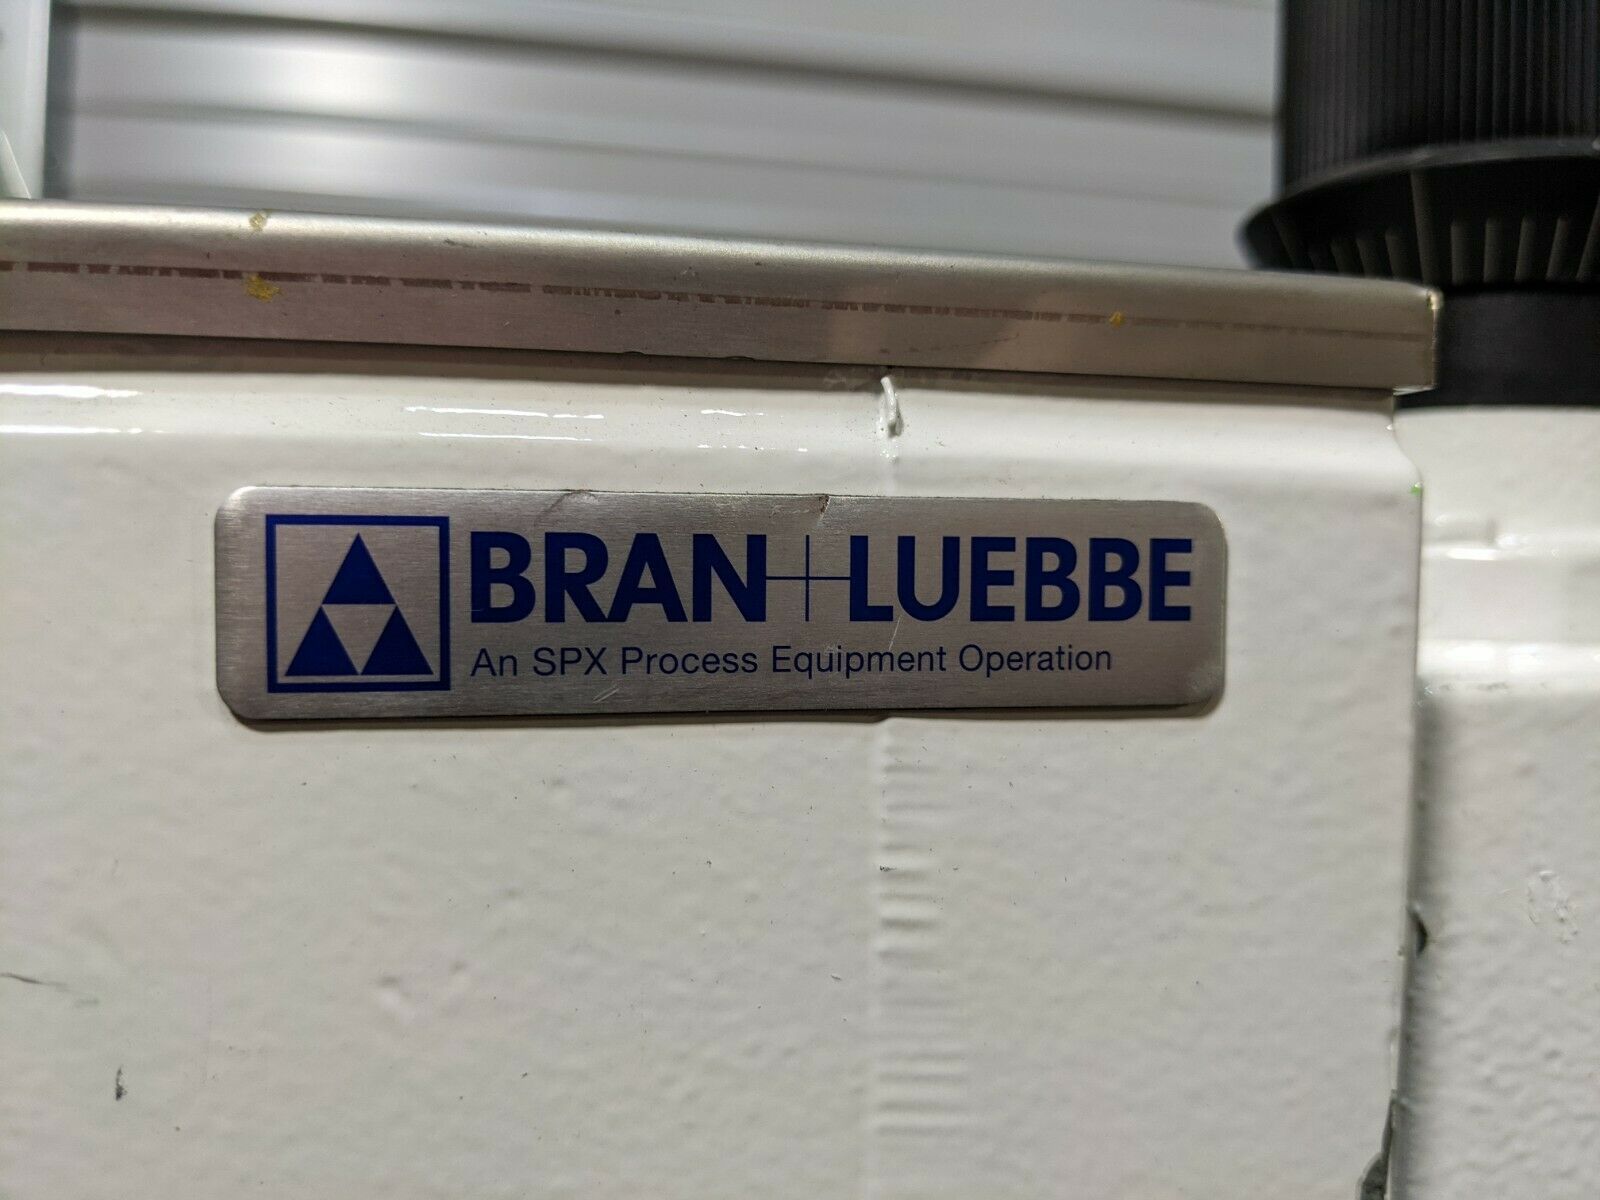 BRAN+LUEBBE
An SPX Process Equipment Operation